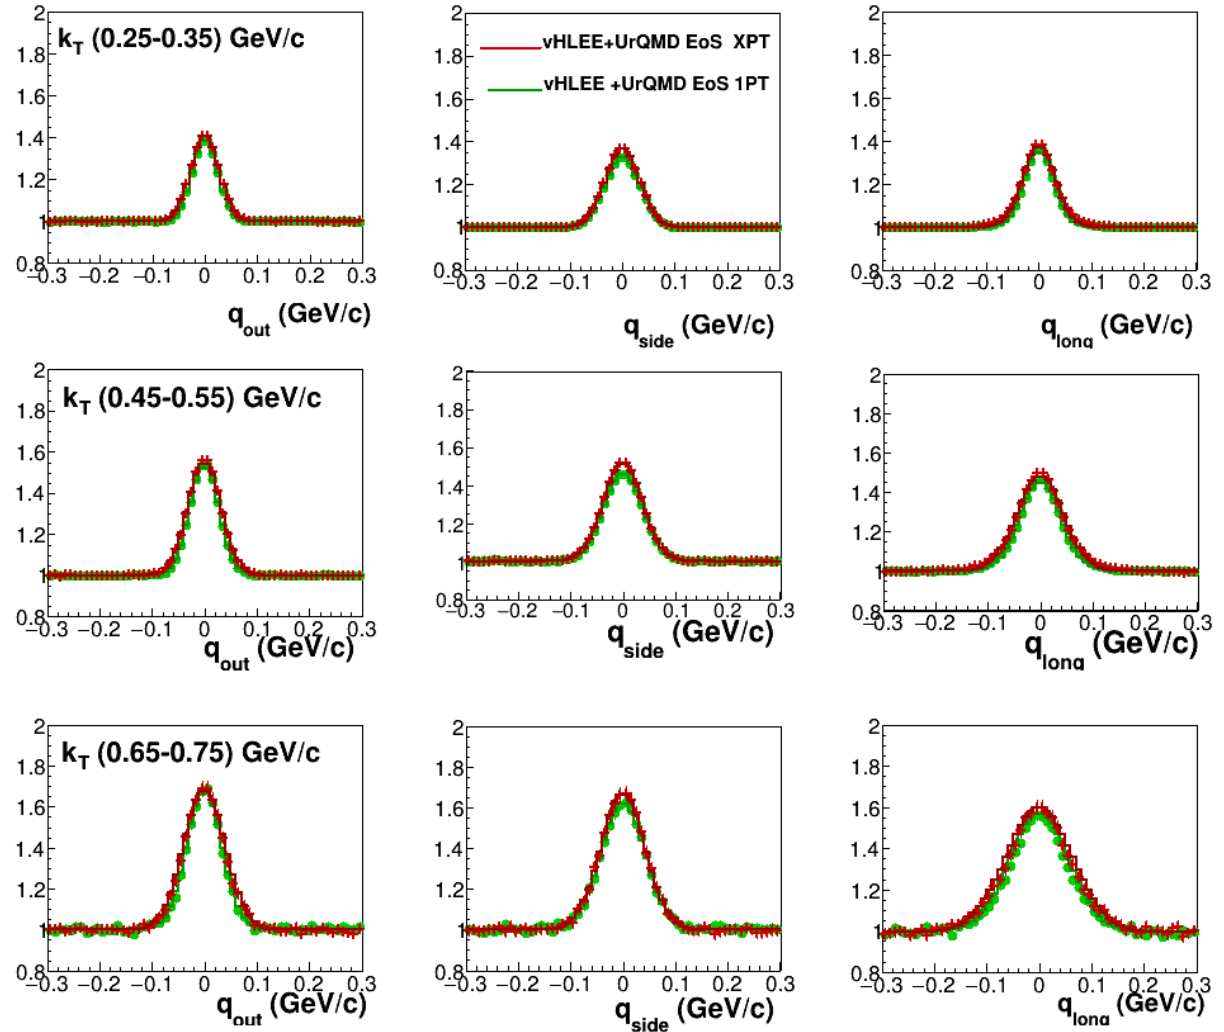 2 1.8 1.6 1.4 1.2 1 0.8
k_T (0.25-0.35) GeV/c
−0.3 −0.2 −0.1 0 0.1 0.2 0.3
q_out (GeV/c)
2 1.8 1.6 1.4 1.2 1 0.8
vHLEE+UrQMD EoS XPT
vHLEE +UrQMD EoS 1PT
−0.3 −0.2 −0.1 0 0.1 0.2 0.3
q_side (GeV/c)
2 1.8 1.6 1.4 1.2 1 0.8
−0.3 −0.2 −0.1 0 0.1 0.2 0.3
q_long (GeV/c)
2 1.8 1.6 1.4 1.2 1 0.8
k_T (0.45-0.55) GeV/c
−0.3 −0.2 −0.1 0 0.1 0.2 0.3
q_out (GeV/c)
2 1.8 1.6 1.4 1.2 1 0.8
−0.3 −0.2 −0.1 0 0.1 0.2 0.3
q_side (GeV/c)
2 1.8 1.6 1.4 1.2 1 0.8
−0.3 −0.2 −0.1 0 0.1 0.2 0.3
q_long (GeV/c)
2 1.8 1.6 1.4 1.2 1 0.8
k_T (0.65-0.75) GeV/c
−0.3 −0.2 −0.1 0 0.1 0.2 0.3
q_out (GeV/c)
2 1.8 1.6 1.4 1.2 1 0.8
−0.3 −0.2 −0.1 0 0.1 0.2 0.3
q_side (GeV/c)
2 1.8 1.6 1.4 1.2 1 0.8
−0.3 −0.2 −0.1 0 0.1 0.2 0.3
q_long (GeV/c)